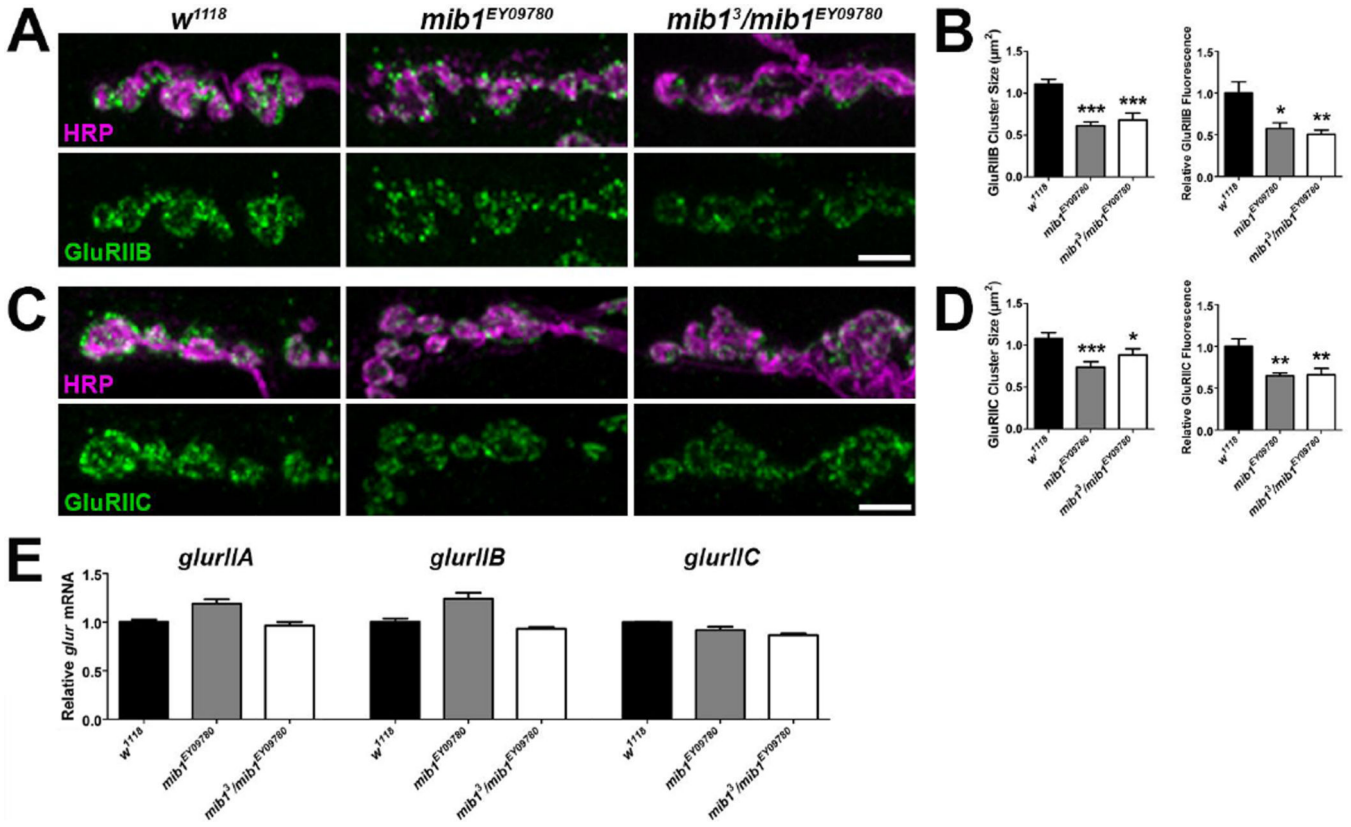 A
w1118
mib1EY09780
mib13/mib1EY09780
HRP
GluRIIB
B
GluRIIB Cluster Size (µm2)
1.5
1.0
0.5
0.0
***
***
w1118
mib1EY09780
mib13/mib1EY09780
Relative GluRIIB Fluorescence
1.5
1.0
0.5
0.0
*
**
w1118
mib1EY09780
mib13/mib1EY09780
C
HRP
GluRIIC
D
GluRIIC Cluster Size (µm2)
1.5
1.0
0.5
0.0
***
*
w1118
mib1EY09780
mib13/mib1EY09780
Relative GluRIIC Fluorescence
1.5
1.0
0.5
0.0
**
**
w1118
mib1EY09780
mib13/mib1EY09780
E
glurIIA
glurIIB
glurIIC
Relative glur mRNA
1.5
1.0
0.5
0.0
w1118
mib1EY09780
mib13/mib1EY09780
w1118
mib1EY09780
mib13/mib1EY09780
w1118
mib1EY09780
mib13/mib1EY09780